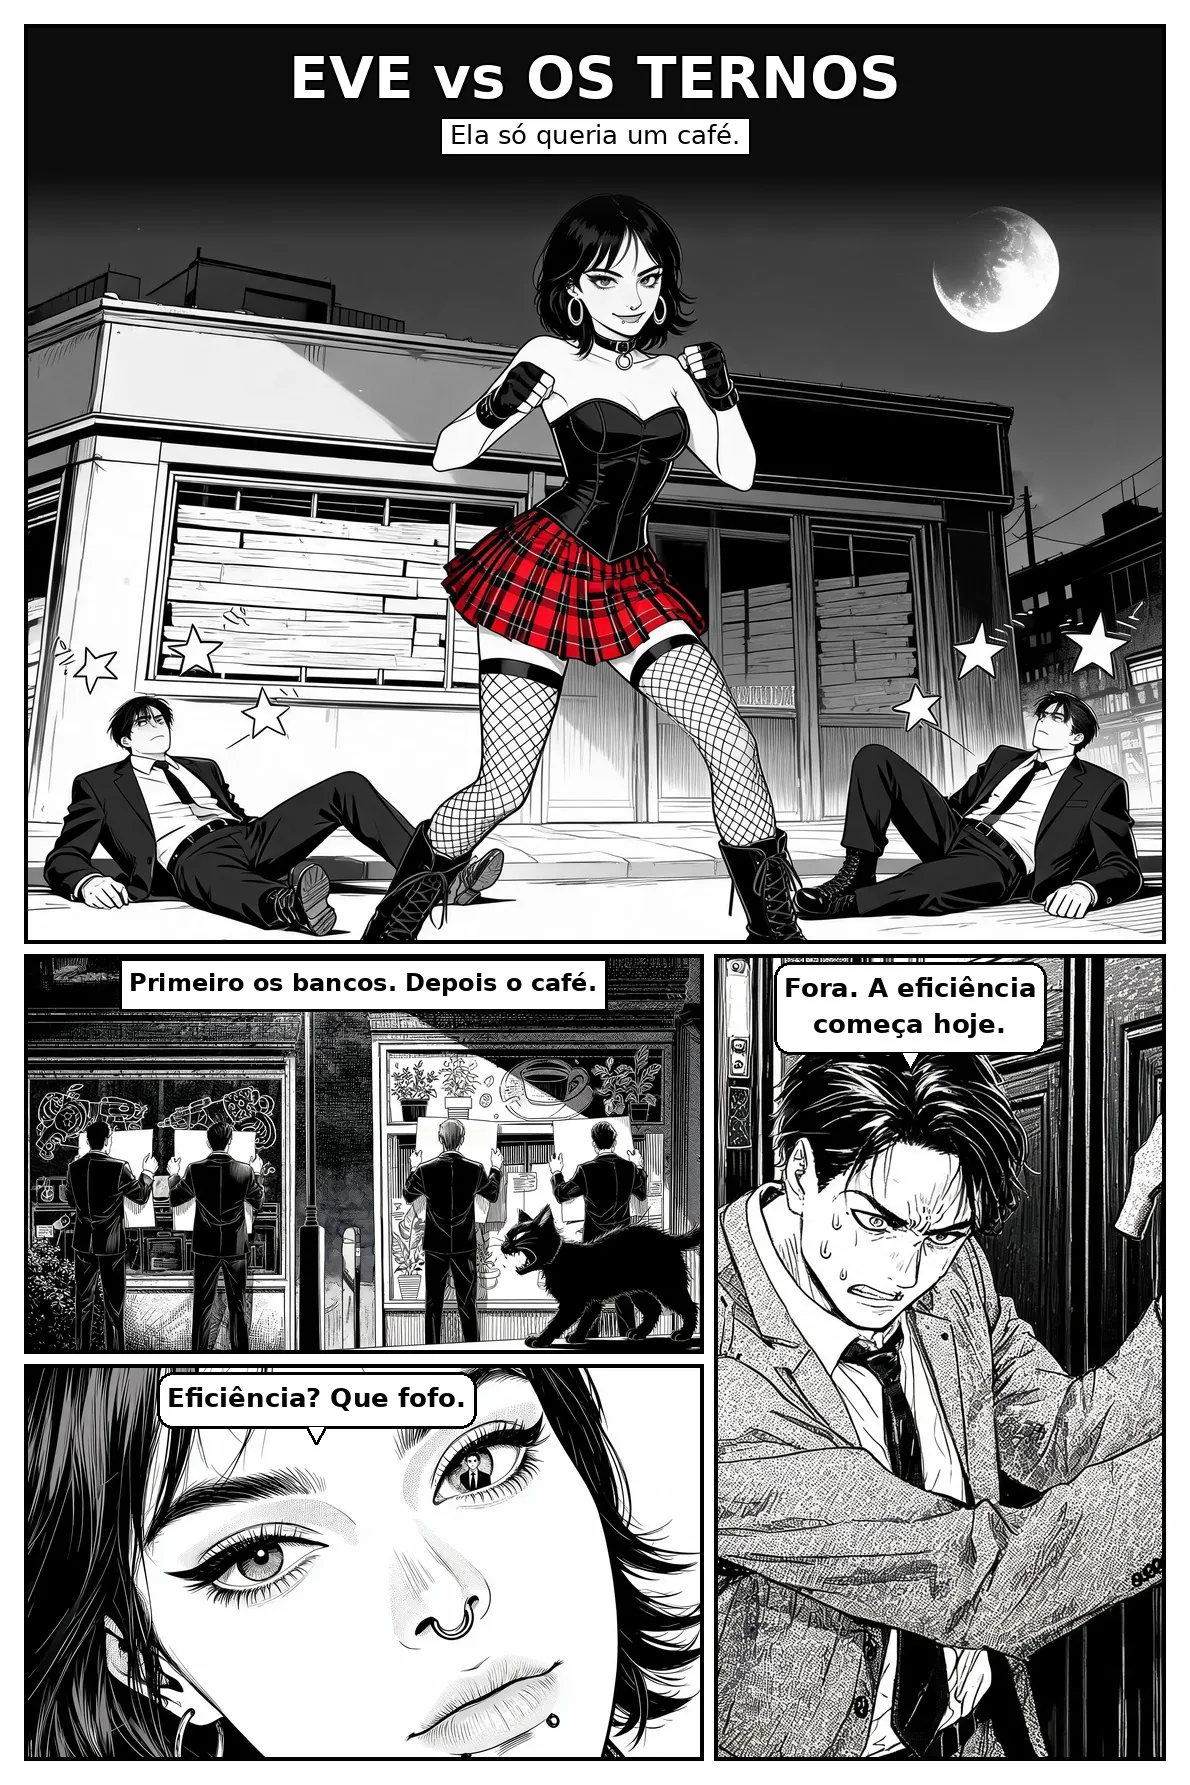 EVE vs OS TERNOS
Ela só queria um café.
Primeiro os bancos. Depois o café.
Fora. A eficiência
começa hoje.
Eficiência? Que fofo.